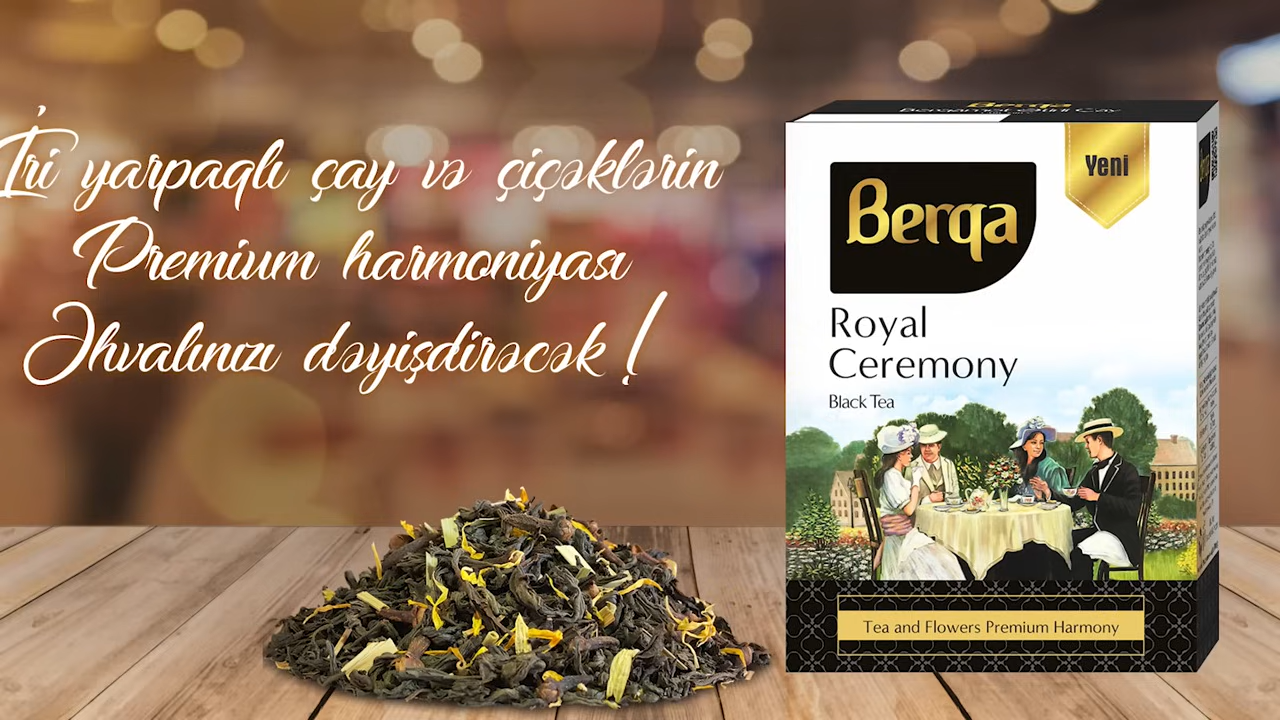 İri yarpaqlı çay və çiçəklərin
Premium harmoniyası
Əhvalınızı dəyişdirəcək!
Berqa
Yeni
Berqa
Royal
Ceremony
Black Tea
Tea and Flowers Premium Harmony